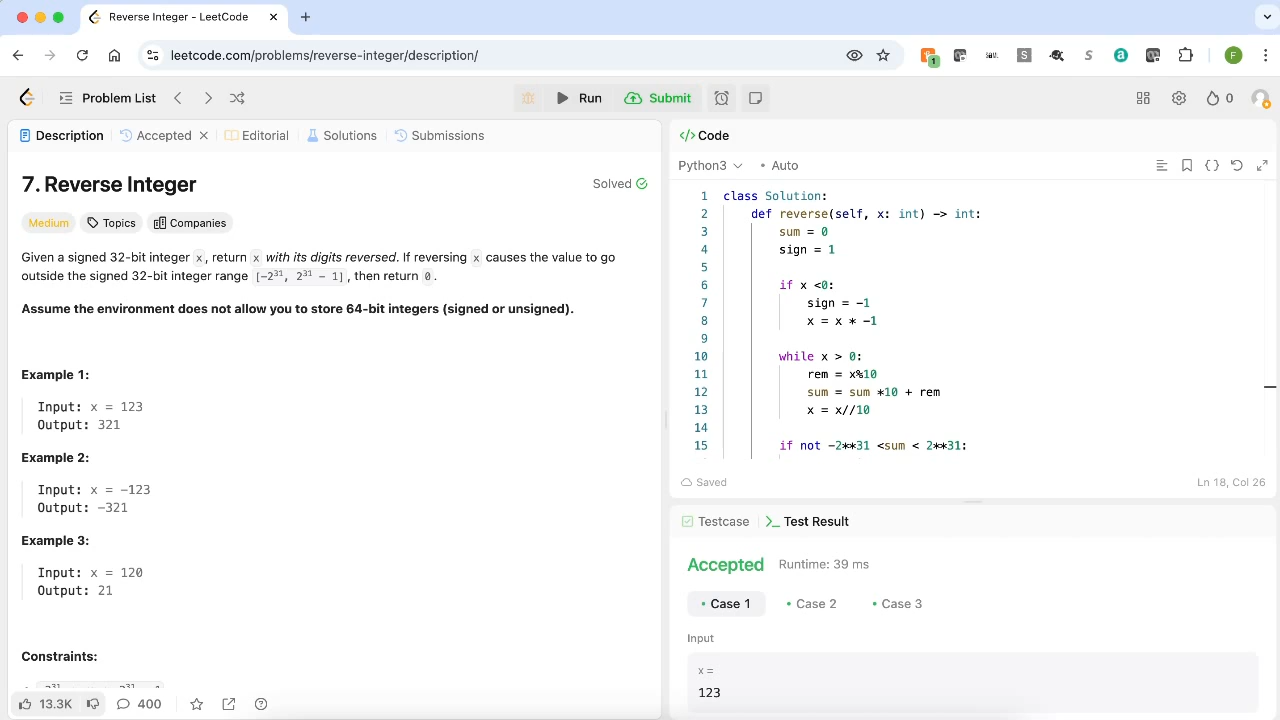 Reverse Integer - LeetCode
leetcode.com/problems/reverse-integer/description/
1
F
Problem List
Run
Submit
0
Description
Accepted
Editorial
Solutions
Submissions
7. Reverse Integer
Solved
Medium
Topics
Companies
Given a signed 32-bit integer x, return x with its digits reversed. If reversing x causes the value to go
outside the signed 32-bit integer range [-2³¹, 2³¹ - 1], then return 0.
Assume the environment does not allow you to store 64-bit integers (signed or unsigned).
Example 1:
Input: x = 123
Output: 321
Example 2:
Input: x = -123
Output: -321
Example 3:
Input: x = 120
Output: 21
Constraints:
13.3K
400
</> Code
Python3
• Auto
1 class Solution:
2 def reverse(self, x: int) -> int:
3 sum = 0
4 sign = 1
5
6 if x <0:
7 sign = -1
8 x = x * -1
9
10 while x > 0:
11 rem = x%10
12 sum = sum *10 + rem
13 x = x//10
14
15 if not -2**31 <sum < 2**31:
Saved
Ln 18, Col 26
Testcase
Test Result
Accepted
Runtime: 39 ms
• Case 1
• Case 2
• Case 3
Input
x =
123